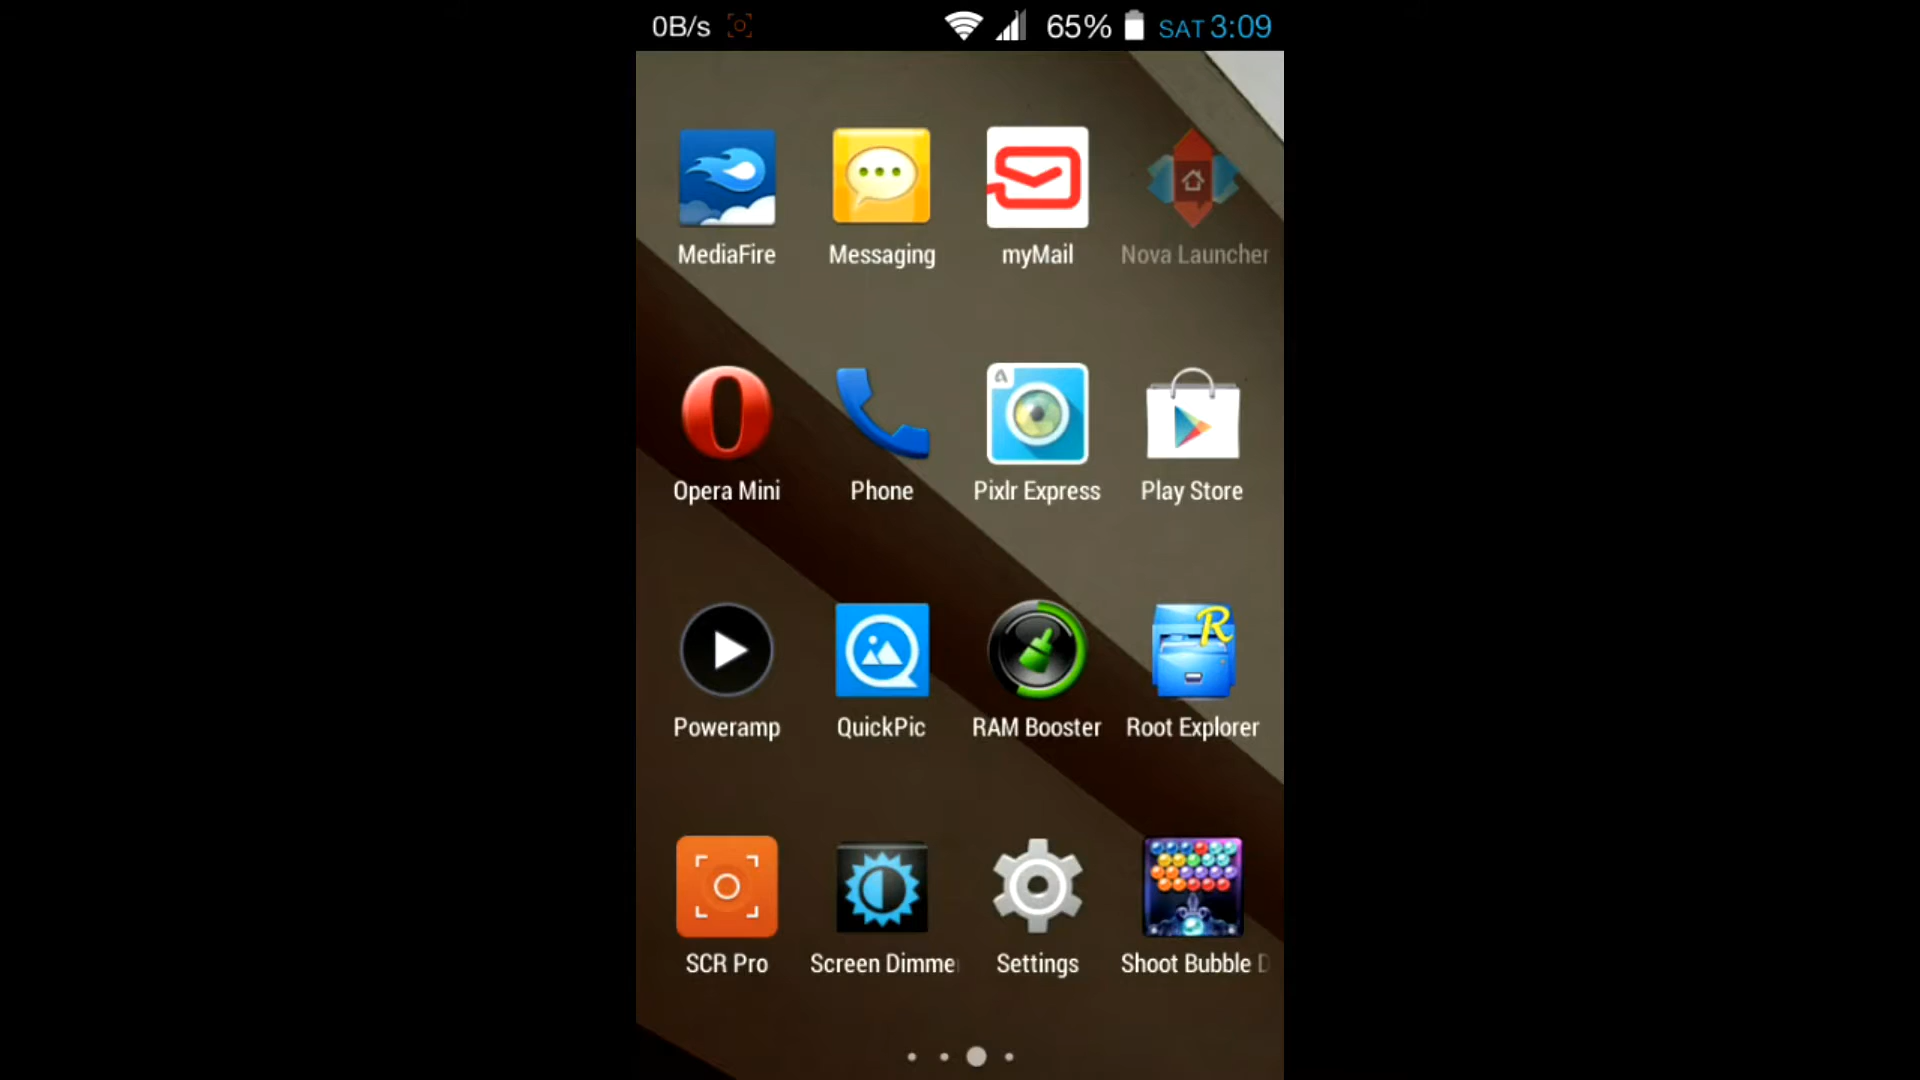 0B/s 65% SAT 3:09
MediaFire Messaging myMail Nova Launcher
Opera Mini Phone Pixlr Express Play Store
Poweramp QuickPic RAM Booster Root Explorer
SCR Pro Screen Dimme Settings Shoot Bubble D